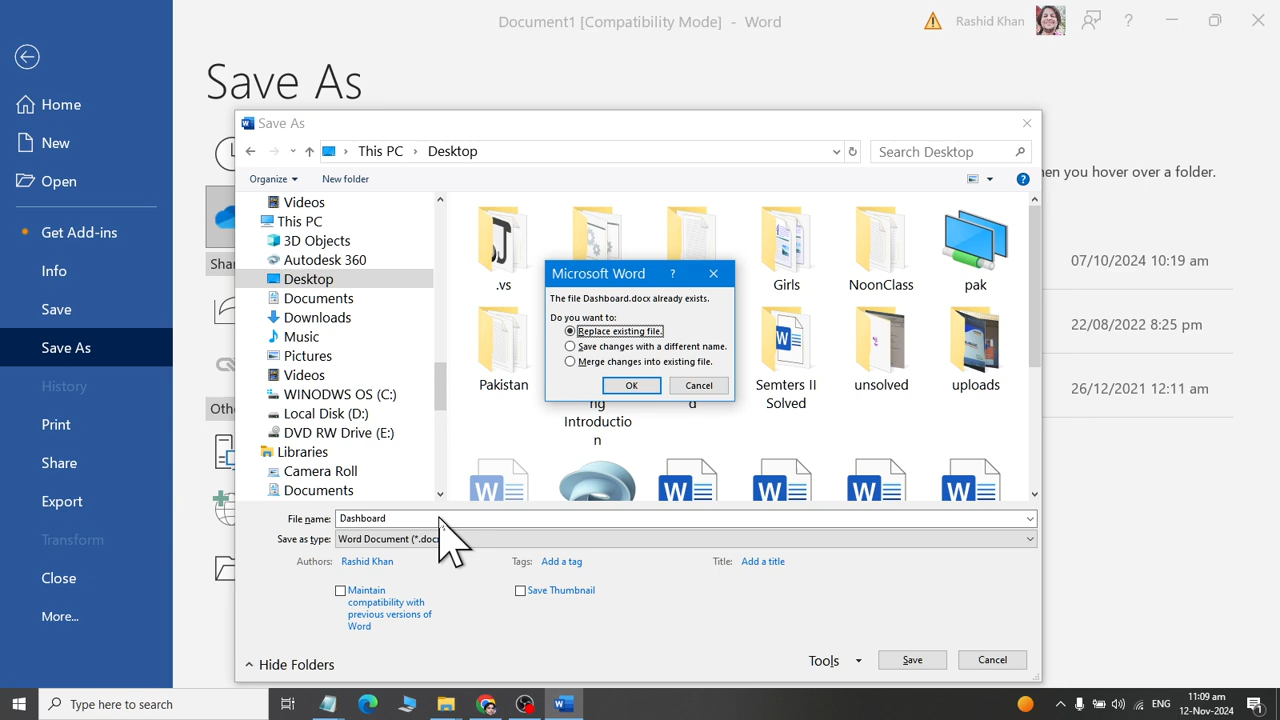 Document1 [Compatibility Mode] - Word
Rashid Khan
?
Save As
Home
New
Open
Get Add-ins
Info
Save
Save As
History
Print
Share
Export
Transform
Close
More...
Shar
Othe
en you hover over a folder.
07/10/2024 10:19 am
22/08/2022 8:25 pm
26/12/2021 12:11 am
Save As
This PC › Desktop
Search Desktop
Organize
New folder
Videos
This PC
3D Objects
Autodesk 360
Desktop
Documents
Downloads
Music
Pictures
Videos
WINODWS OS (C:)
Local Disk (D:)
DVD RW Drive (E:)
Libraries
Camera Roll
Documents
.vs
Girls
NoonClass
pak
Pakistan
ng
Introductio
n
d
Semters II
Solved
unsolved
uploads
Microsoft Word
?
The file Dashboard.docx already exists.
Do you want to:
Replace existing file.
Save changes with a different name.
Merge changes into existing file.
OK
Cancel
File name: Dashboard
Save as type: Word Document (*.docx
Authors: Rashid Khan
Tags: Add a tag
Title: Add a title
Maintain
compatibility with
previous versions of
Word
Save Thumbnail
Hide Folders
Tools
Save
Cancel
Type here to search
ENG
11:09 am
12-Nov-2024